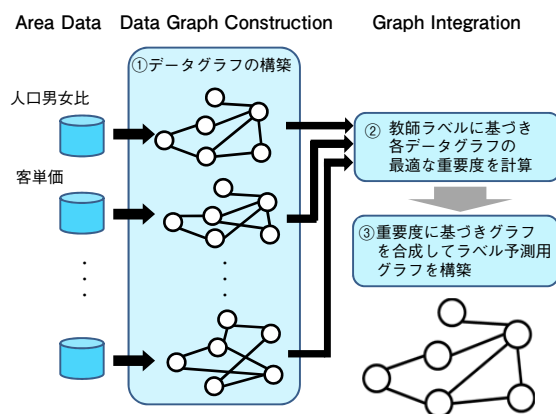 Area Data
Data Graph Construction
Graph Integration
①データグラフの構築
人口男女比
客単価
② 教師ラベルに基づき
各データグラフの
最適な重要度を計算
③重要度に基づきグラフ
を合成してラベル予測用
グラフを構築